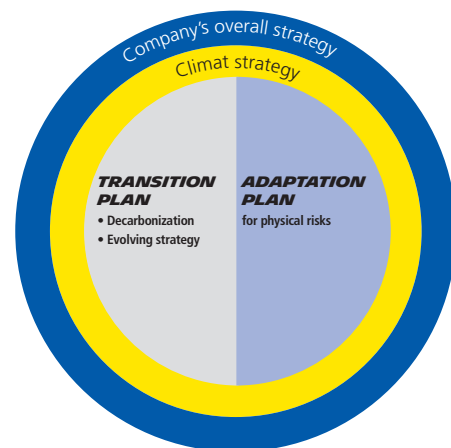 Company's overall strategy
Climat strategy
TRANSITION
PLAN
• Decarbonization
• Evolving strategy
ADAPTATION
PLAN
for physical risks